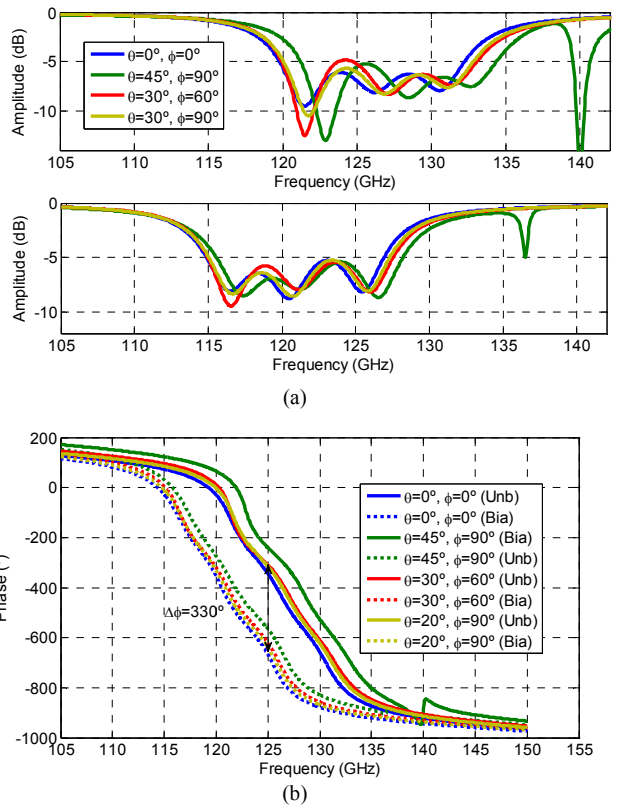 0
-5
-10
Amplitude (dB)
θ=0º, ϕ=0º
θ=45º, ϕ=90º
θ=30º, ϕ=60º
θ=30º, ϕ=90º
105 110 115 120 125 130 135 140
Frequency (GHz)
0
-5
-10
Amplitude (dB)
105 110 115 120 125 130 135 140
Frequency (GHz)
(a)
200
0
-200
-400
-600
-800
-1000
Phase (°)
Δϕ=330º
θ=0º, ϕ=0º (Unb)
θ=0º, ϕ=0º (Bia)
θ=45º, ϕ=90º (Bia)
θ=45º, ϕ=90º (Unb)
θ=30º, ϕ=60º (Unb)
θ=30º, ϕ=60º (Bia)
θ=20º, ϕ=90º (Unb)
θ=20º, ϕ=90º (Bia)
105 110 115 120 125 130 135 140 145 150 155
Frequency (GHz)
(b)